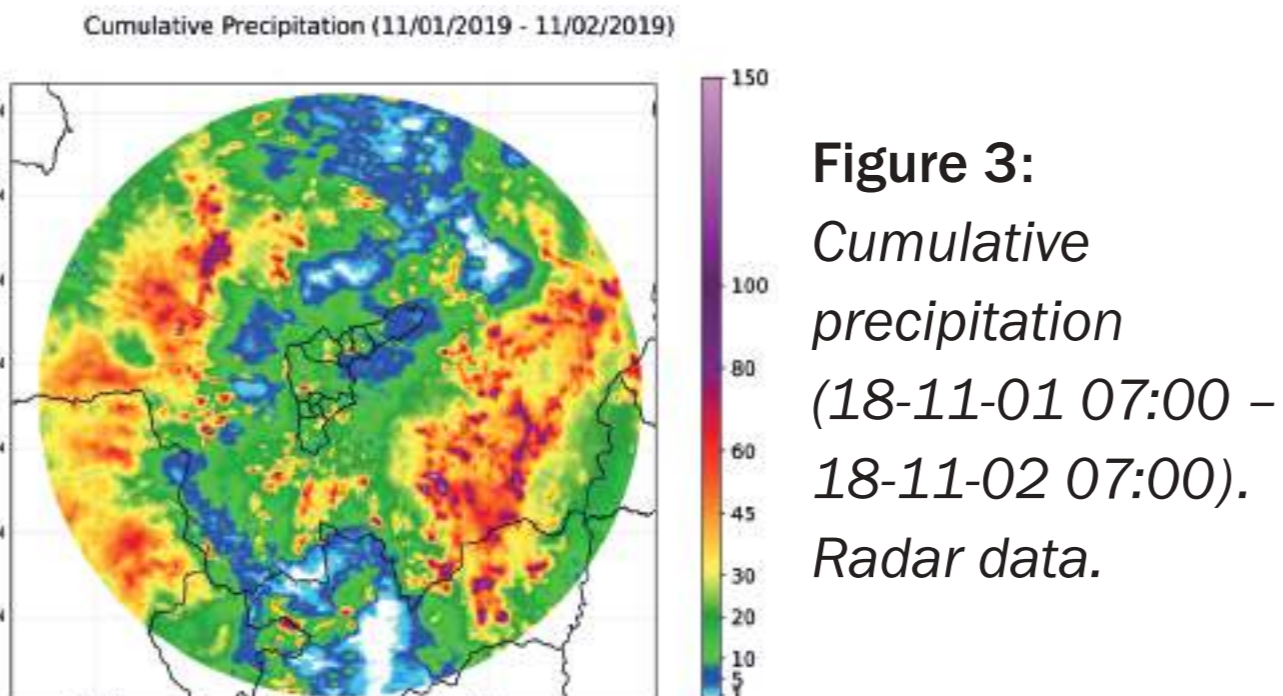 Cumulative Precipitation (11/01/2019 - 11/02/2019)
150
100
80
60
45
30
20
10
5
Figure 3:
Cumulative
precipitation
(18-11-01 07:00 –
18-11-02 07:00).
Radar data.